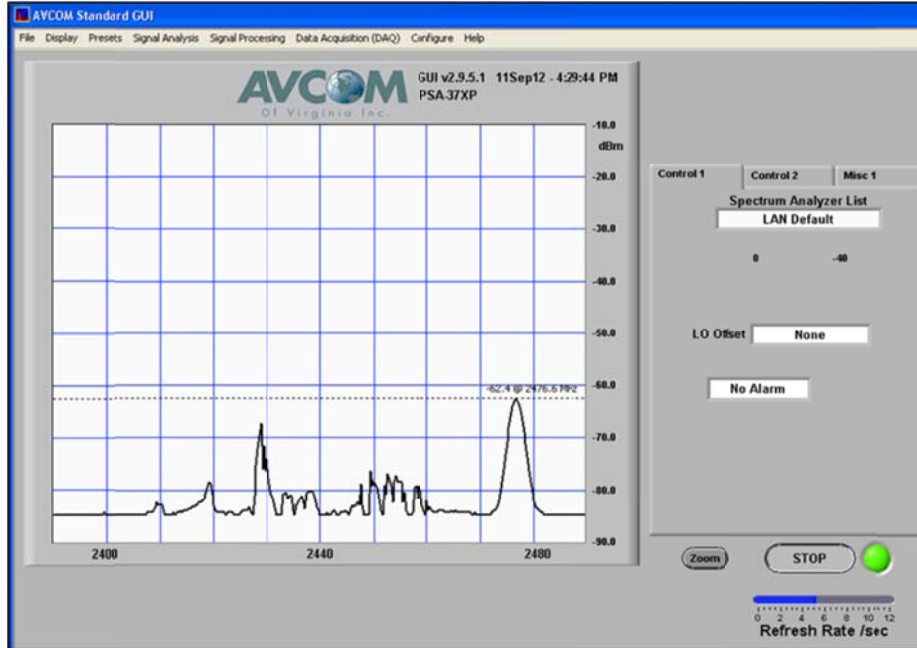 AVCOM Standard GUI
File Display Presets Signal Analysis Signal Processing Data Acquisition (DAQ) Configure Help
AVCOM
Of Virginia Inc.
GUI v2.9.5.1 11Sep12 - 4:29:44 PM
PSA-37XP
-10.0
dBm
-20.0
-30.0
-40.0
-50.0
-60.0
-70.0
-80.0
-90.0
-62.4 @ 2476.6 MHz
2400 2440 2480
Control 1 Control 2 Misc 1
Spectrum Analyzer List
LAN Default
0 -40
LO Offset None
No Alarm
Zoom STOP
0 2 4 6 8 10 12
Refresh Rate /sec